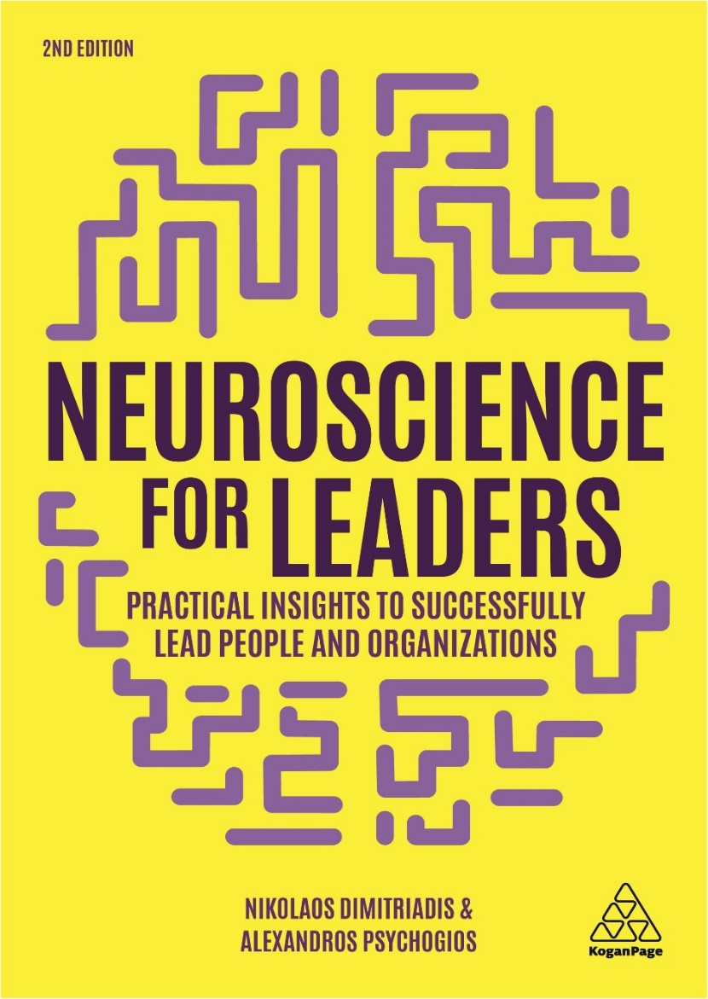 2ND EDITION
NEUROSCIENCE
FOR LEADERS
PRACTICAL INSIGHTS TO SUCCESSFULLY
LEAD PEOPLE AND ORGANIZATIONS
NIKOLAOS DIMITRIADIS &
ALEXANDROS PSYCHOGIOS
KoganPage